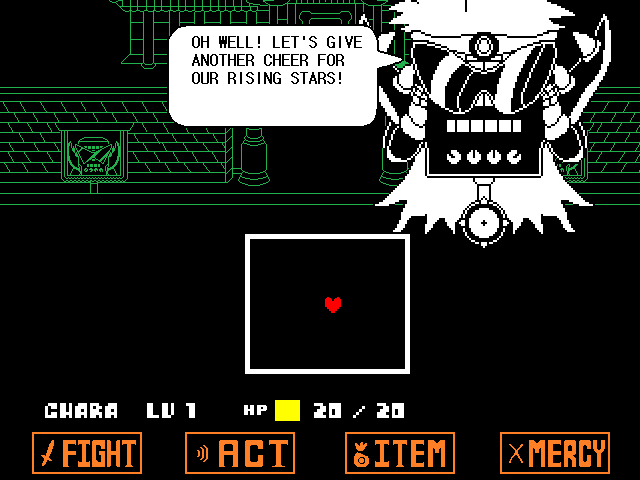 OH WELL! LET'S GIVE
ANOTHER CHEER FOR
OUR RISING STARS!
CHARA LV 1 HP 20 / 20
FIGHT ACT ITEM MERCY